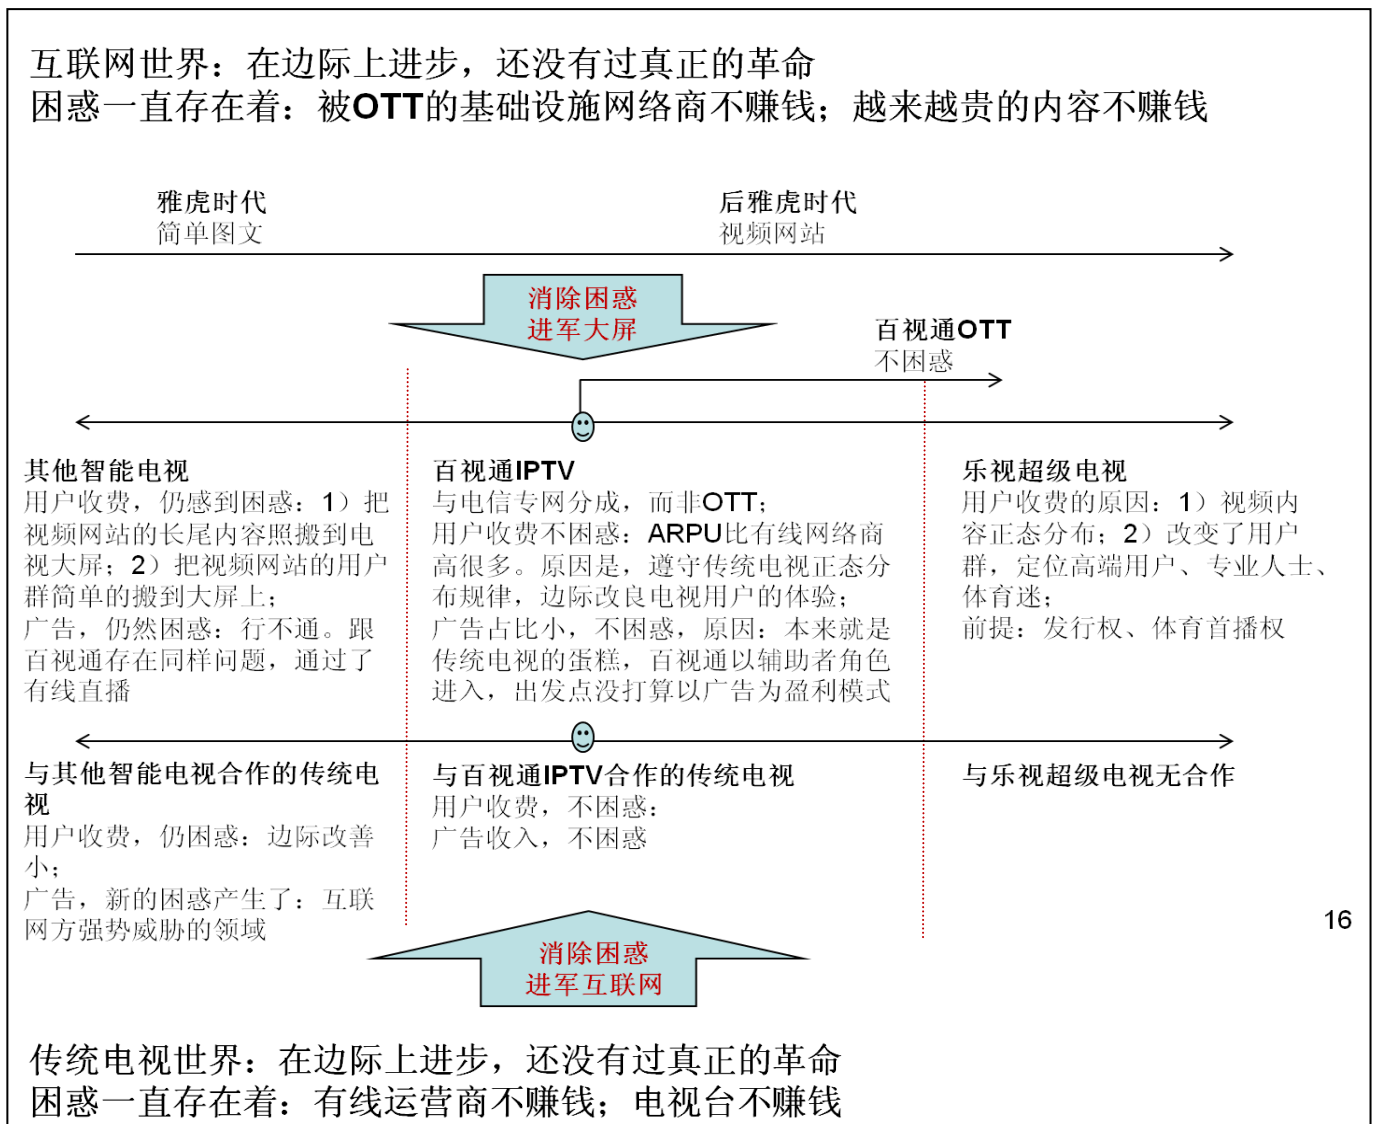 互联网世界：在边际上进步，还没有过真正的革命
困惑一直存在着：被OTT的基础设施网络商不赚钱；越来越贵的内容不赚钱
雅虎时代
简单图文
后雅虎时代
视频网站
消除困惑
进军大屏
百视通OTT
不困惑
其他智能电视
用户收费，仍感到困惑：1）把
视频网站的长尾内容照搬到电
视大屏；2）把视频网站的用户
群简单的搬到大屏上；
广告，仍然困惑：行不通。跟
百视通存在同样问题，通过了
有线直播
百视通IPTV
与电信专网分成，而非OTT；
用户收费不困惑：ARPU比有线网络商
高很多。原因是，遵守传统电视正态分
布规律，边际改良电视用户的体验；
广告占比小，不困惑，原因：本来就是
传统电视的蛋糕，百视通以辅助者角色
进入，出发点没打算以广告为盈利模式
乐视超级电视
用户收费的原因：1）视频内
容正态分布；2）改变了用户
群，定位高端用户、专业人士、
体育迷；
前提：发行权、体育首播权
与其他智能电视合作的传统电
视
用户收费，仍困惑：边际改善
小；
广告，新的困惑产生了：互联
网方强势威胁的领域
与百视通IPTV合作的传统电视
用户收费，不困惑：
广告收入，不困惑
与乐视超级电视无合作
16
消除困惑
进军互联网
传统电视世界：在边际上进步，还没有过真正的革命
困惑一直存在着：有线运营商不赚钱；电视台不赚钱